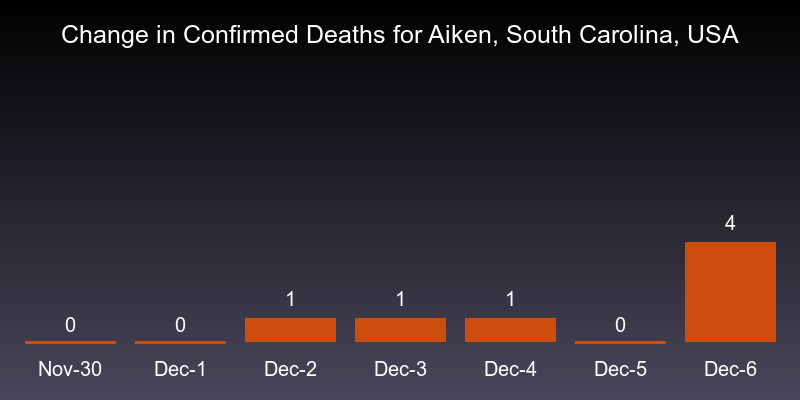 Change in Confirmed Deaths for Aiken, South Carolina, USA
4
1 1 1
0 0 0
Nov-30 Dec-1 Dec-2 Dec-3 Dec-4 Dec-5 Dec-6